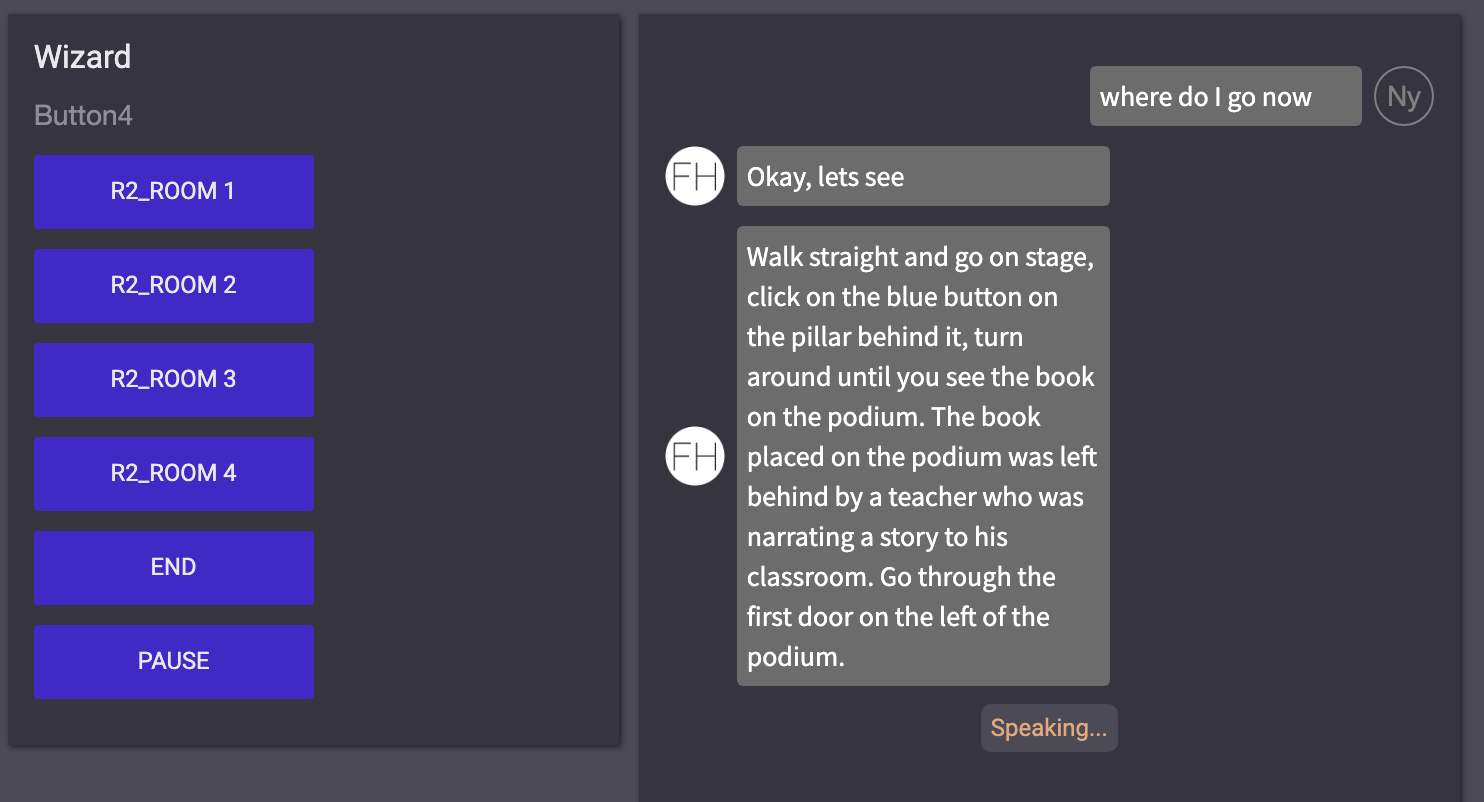 Wizard
Button4
R2_ROOM 1
R2_ROOM 2
R2_ROOM 3
R2_ROOM 4
END
PAUSE
where do I go now
Ny
FH
Okay, lets see
Walk straight and go on stage,
click on the blue button on
the pillar behind it, turn
around until you see the book
on the podium. The book
placed on the podium was left
behind by a teacher who was
narrating a story to his
classroom. Go through the
first door on the left of the
podium.
FH
Speaking...